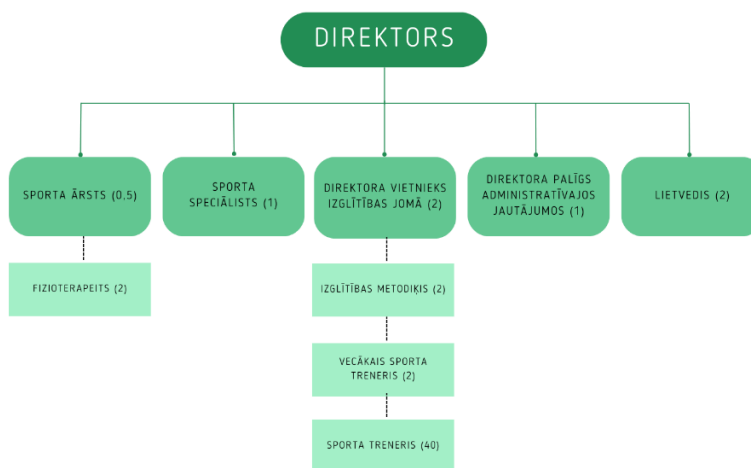 DIREKTORS
SPORTA ĀRSTS (0,5)
SPORTA
SPECIĀLISTS (1)
DIREKTORA VIETNIEKS
IZGLĪTĪBAS JOMĀ (2)
DIREKTORA PALĪGS
ADMINISTRATĪVAJOS
JAUTĀJUMOS (1)
LIETVEDIS (2)
FIZIOTERAPEITS (2)
IZGLĪTĪBAS METODIĶIS (2)
VECĀKAIS SPORTA
TRENERIS (2)
SPORTA TRENERIS (40)